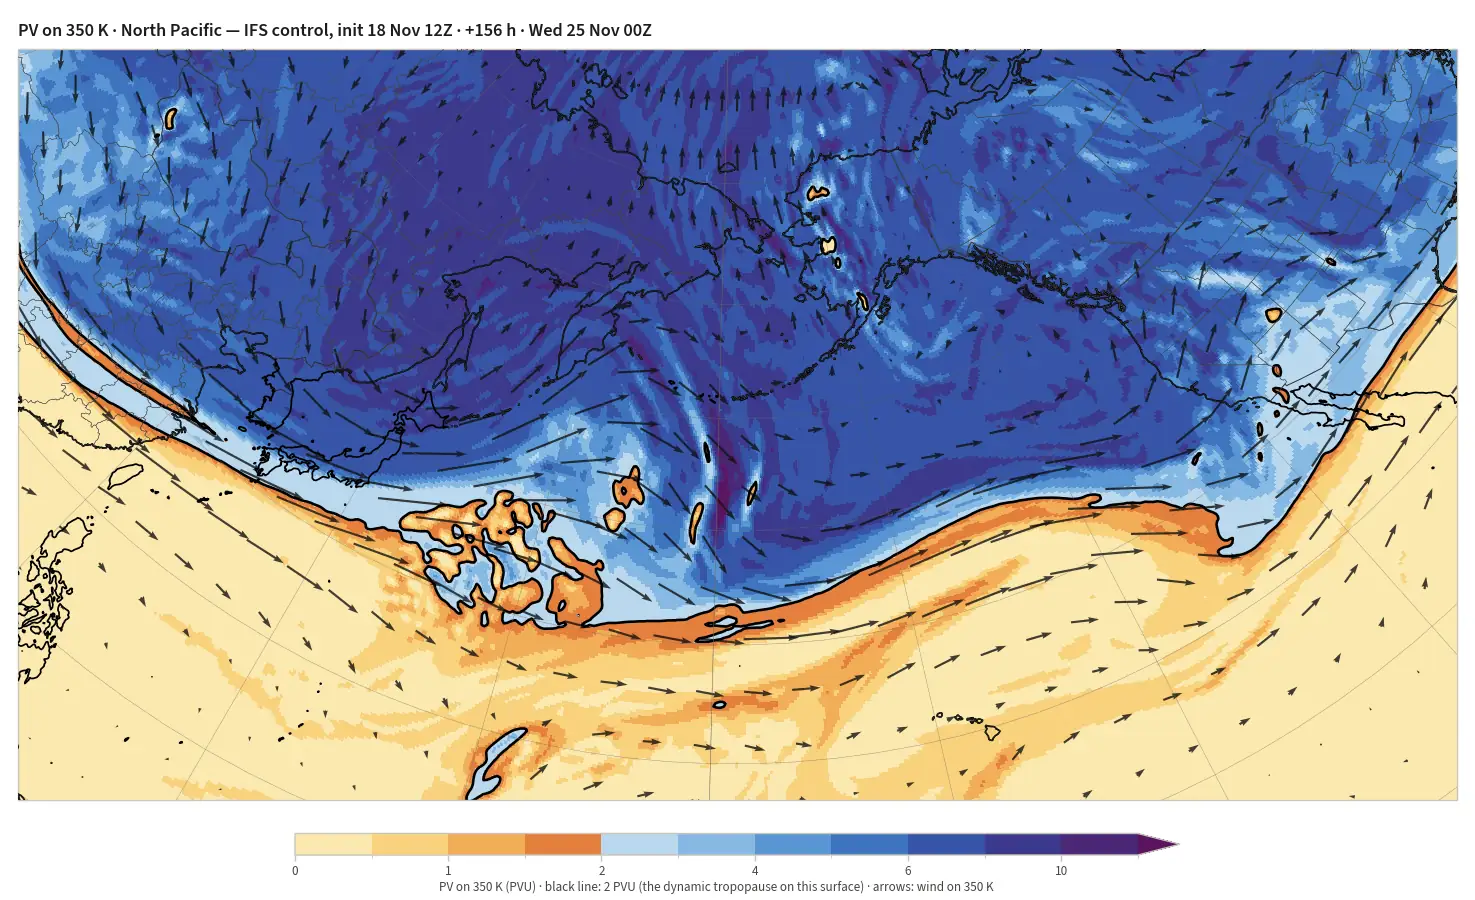 PV on 350 K · North Pacific — IFS control, init 18 Nov 12Z · +156 h · Wed 25 Nov 00Z
0 1 2 4 6 10
PV on 350 K (PVU) · black line: 2 PVU (the dynamic tropopause on this surface) · arrows: wind on 350 K